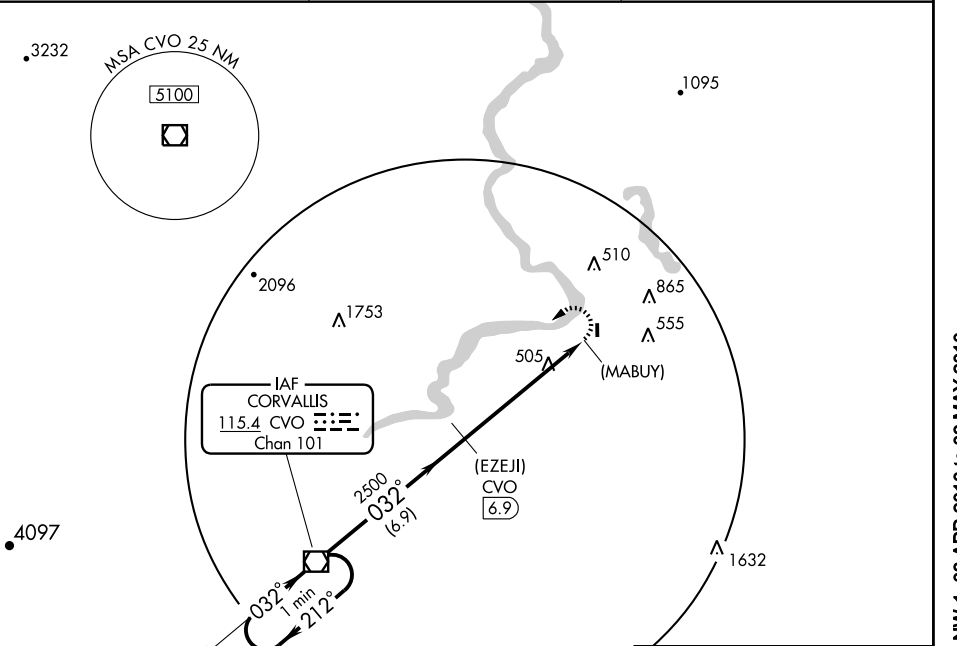 3232
MSA CVO 25 NM
5100
1095
2096
1753
510
865
555
505
(MABUY)
IAF
CORVALLIS
115.4 CVO
Chan 101
2500
032°
(6.9)
(EZEJI)
CVO
6.9
4097
1632
032°
1 min
212°